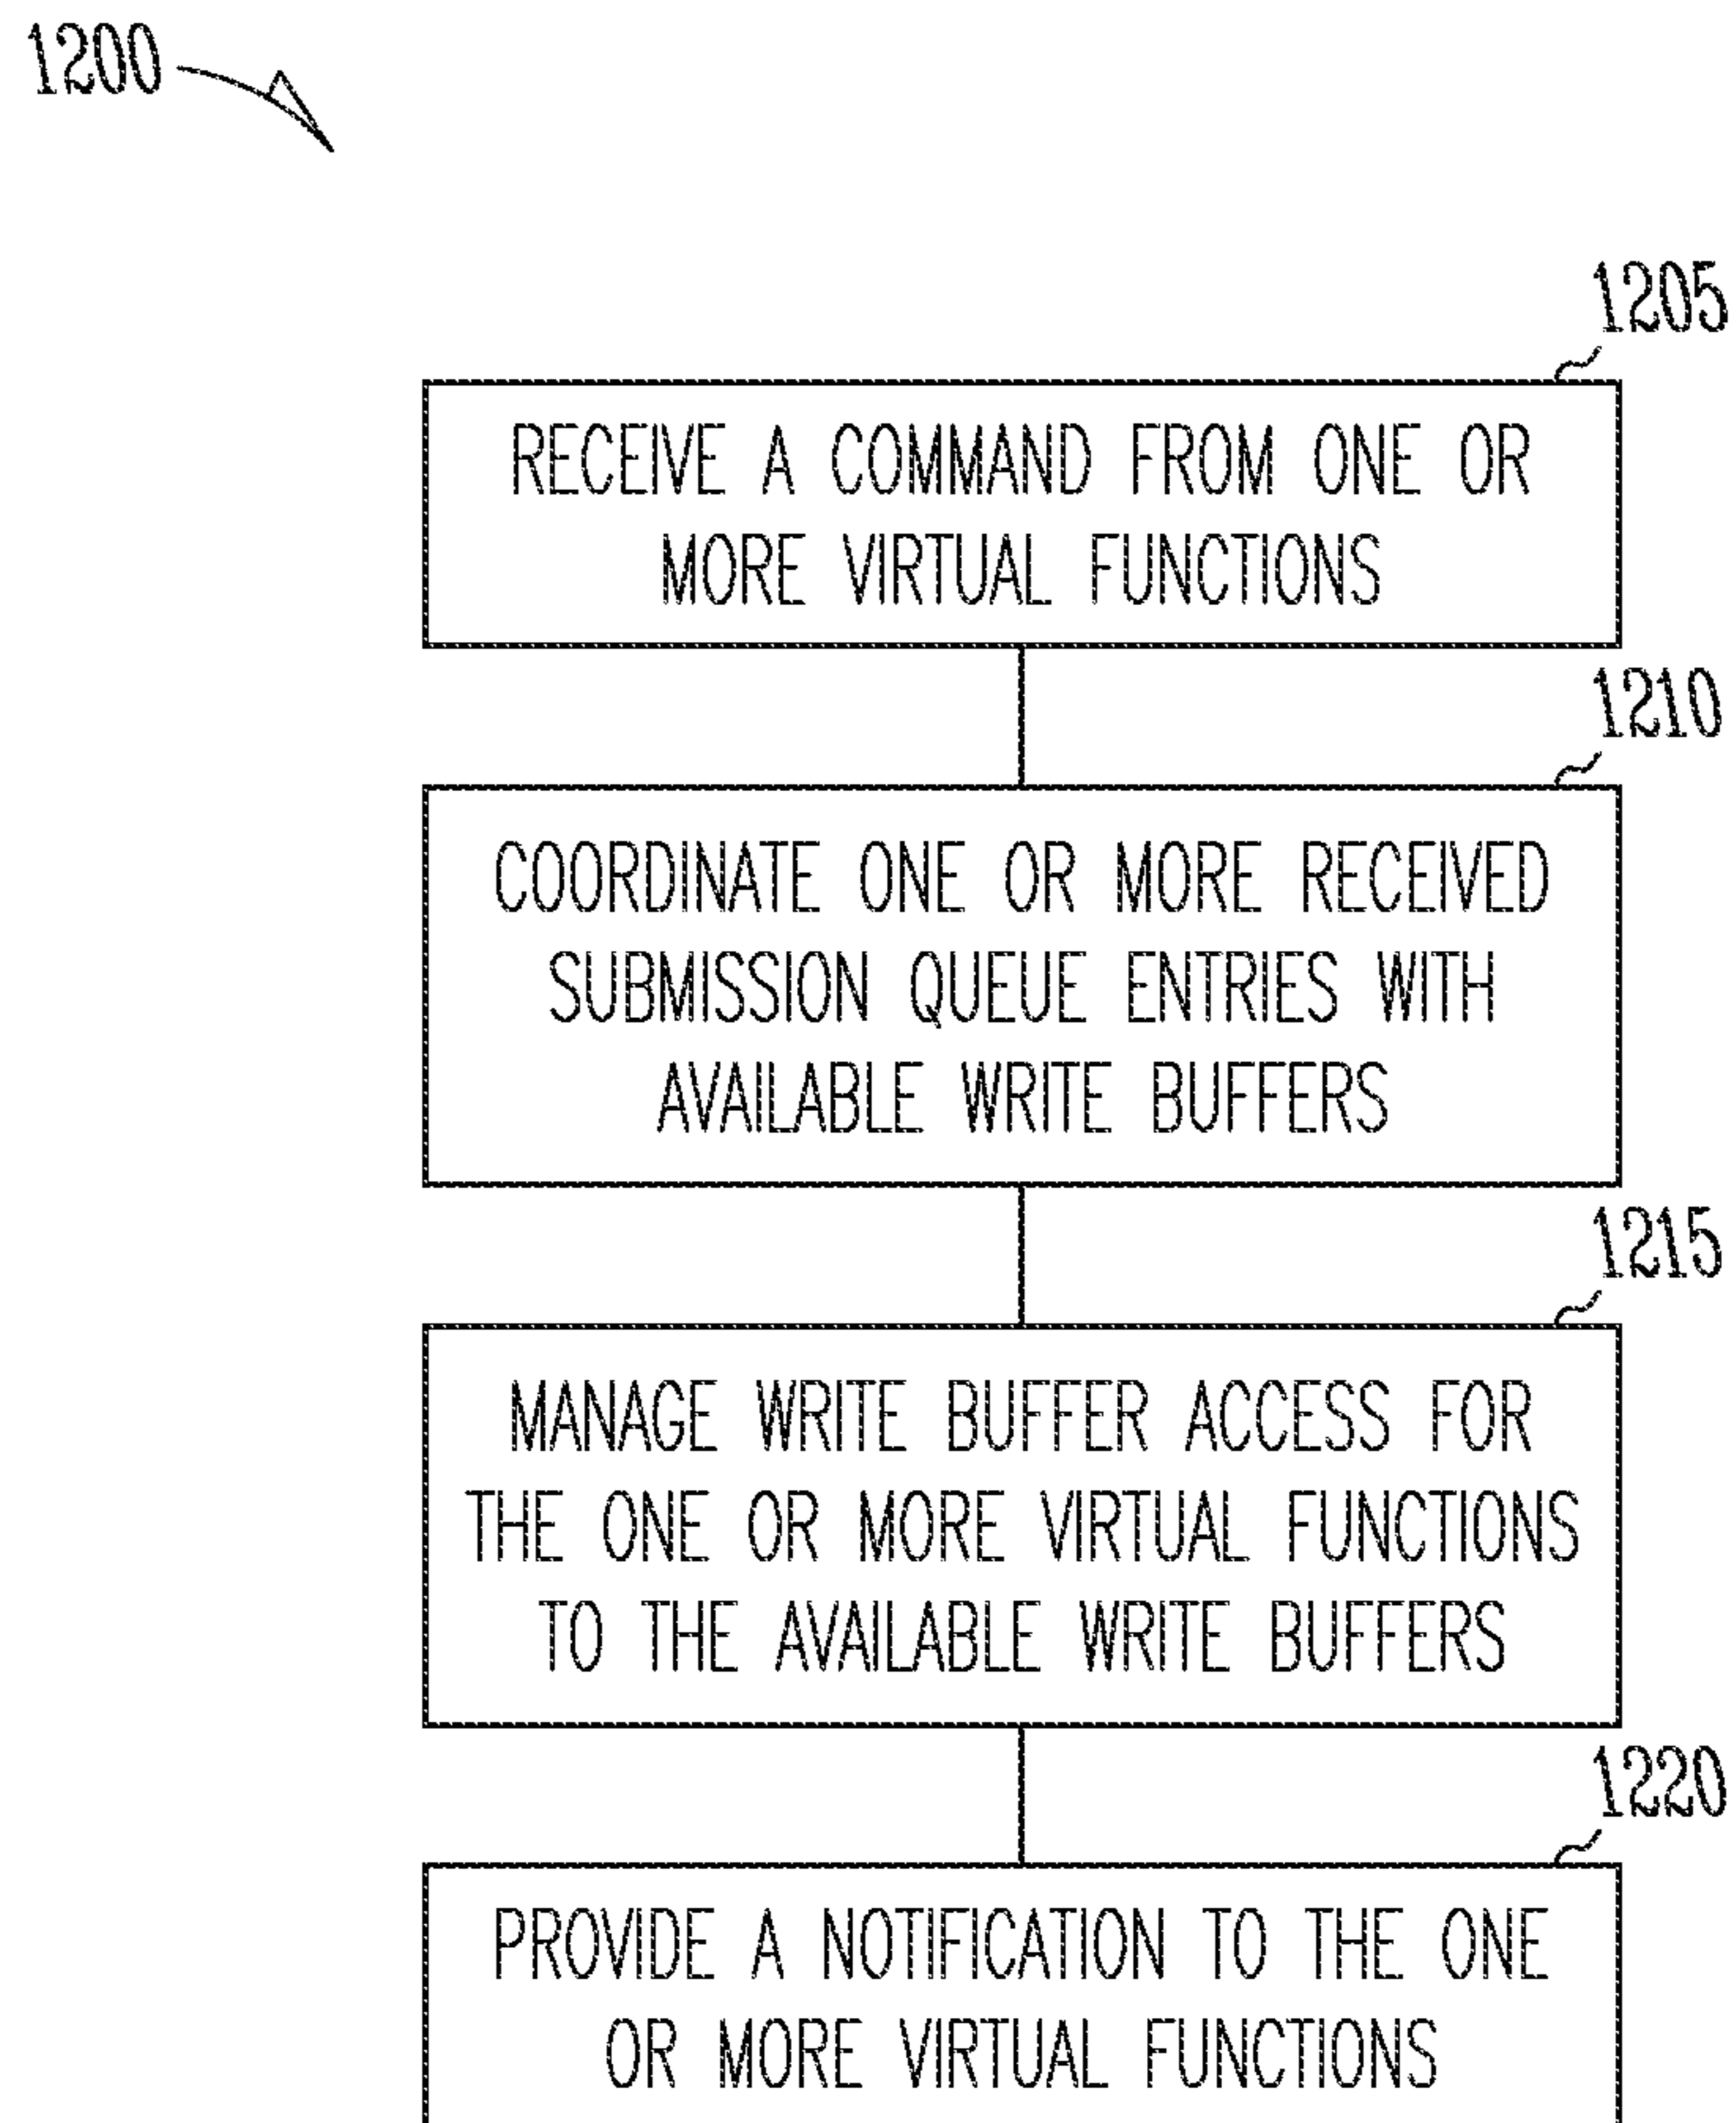 1200
1205
RECEIVE A COMMAND FROM ONE OR
MORE VIRTUAL FUNCTIONS
1210
COORDINATE ONE OR MORE RECEIVED
SUBMISSION QUEUE ENTRIES WITH
AVAILABLE WRITE BUFFERS
1215
MANAGE WRITE BUFFER ACCESS FOR
THE ONE OR MORE VIRTUAL FUNCTIONS
TO THE AVAILABLE WRITE BUFFERS
1220
PROVIDE A NOTIFICATION TO THE ONE
OR MORE VIRTUAL FUNCTIONS